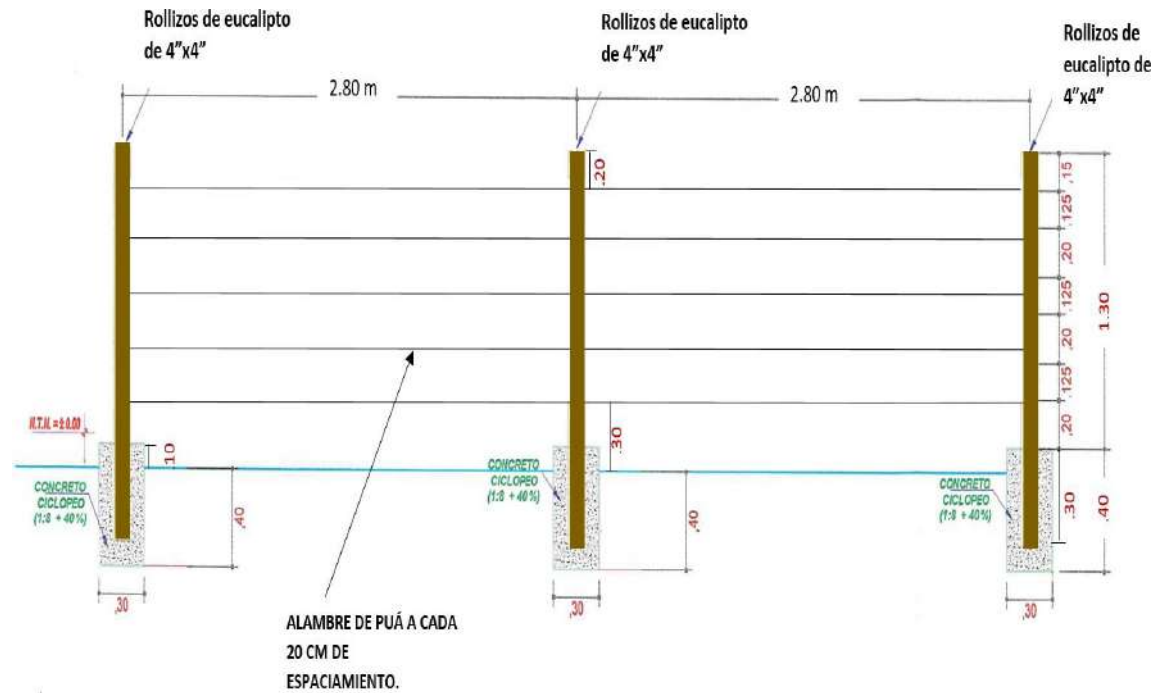 Rollizos de eucalipto
de 4”x4”
Rollizos de eucalipto
de 4”x4”
Rollizos de
eucalipto de
4”x4”
2.80 m
2.80 m
.20
,15
,125
,20
,125
,20
,125
,20
1.30
N.T.N. = ± 0.00
.10
.30
CONCRETO
CICLOPEO
(1:8 + 40%)
,40
CONCRETO
CICLOPEO
(1:8 + 40%)
,40
CONCRETO
CICLOPEO
(1:8 + 40%)
.30
.40
,30
,30
,30
ALAMBRE DE PUÁ A CADA
20 CM DE
ESPACIAMIENTO.